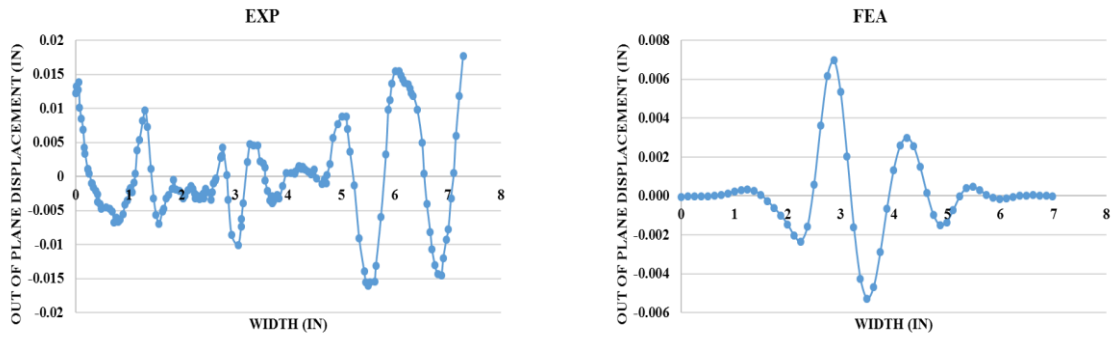 EXP
OUT OF PLANE DISPLACEMENT (IN)
0.02
0.015
0.01
0.005
0
-0.005
-0.01
-0.015
-0.02
0 1 2 3 4 5 6 7 8
WIDTH (IN)
FEA
OUT OF PLANE DISPLACEMENT (IN)
0.008
0.006
0.004
0.002
0.000
-0.002
-0.004
-0.006
0 1 2 3 4 5 6 7 8
WIDTH (IN)